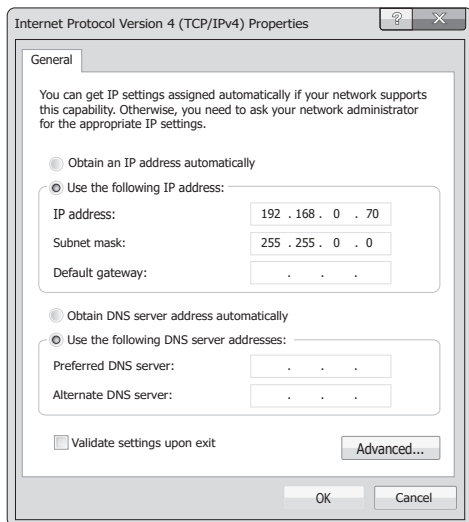 Internet Protocol Version 4 (TCP/IPv4) Properties
General
You can get IP settings assigned automatically if your network supports
this capability. Otherwise, you need to ask your network administrator
for the appropriate IP settings.
Obtain an IP address automatically
Use the following IP address:
IP address: 192 . 168 . 0 . 70
Subnet mask: 255 . 255 . 0 . 0
Default gateway: . . .
Obtain DNS server address automatically
Use the following DNS server addresses:
Preferred DNS server: . . .
Alternate DNS server: . . .
Validate settings upon exit
Advanced...
OK Cancel